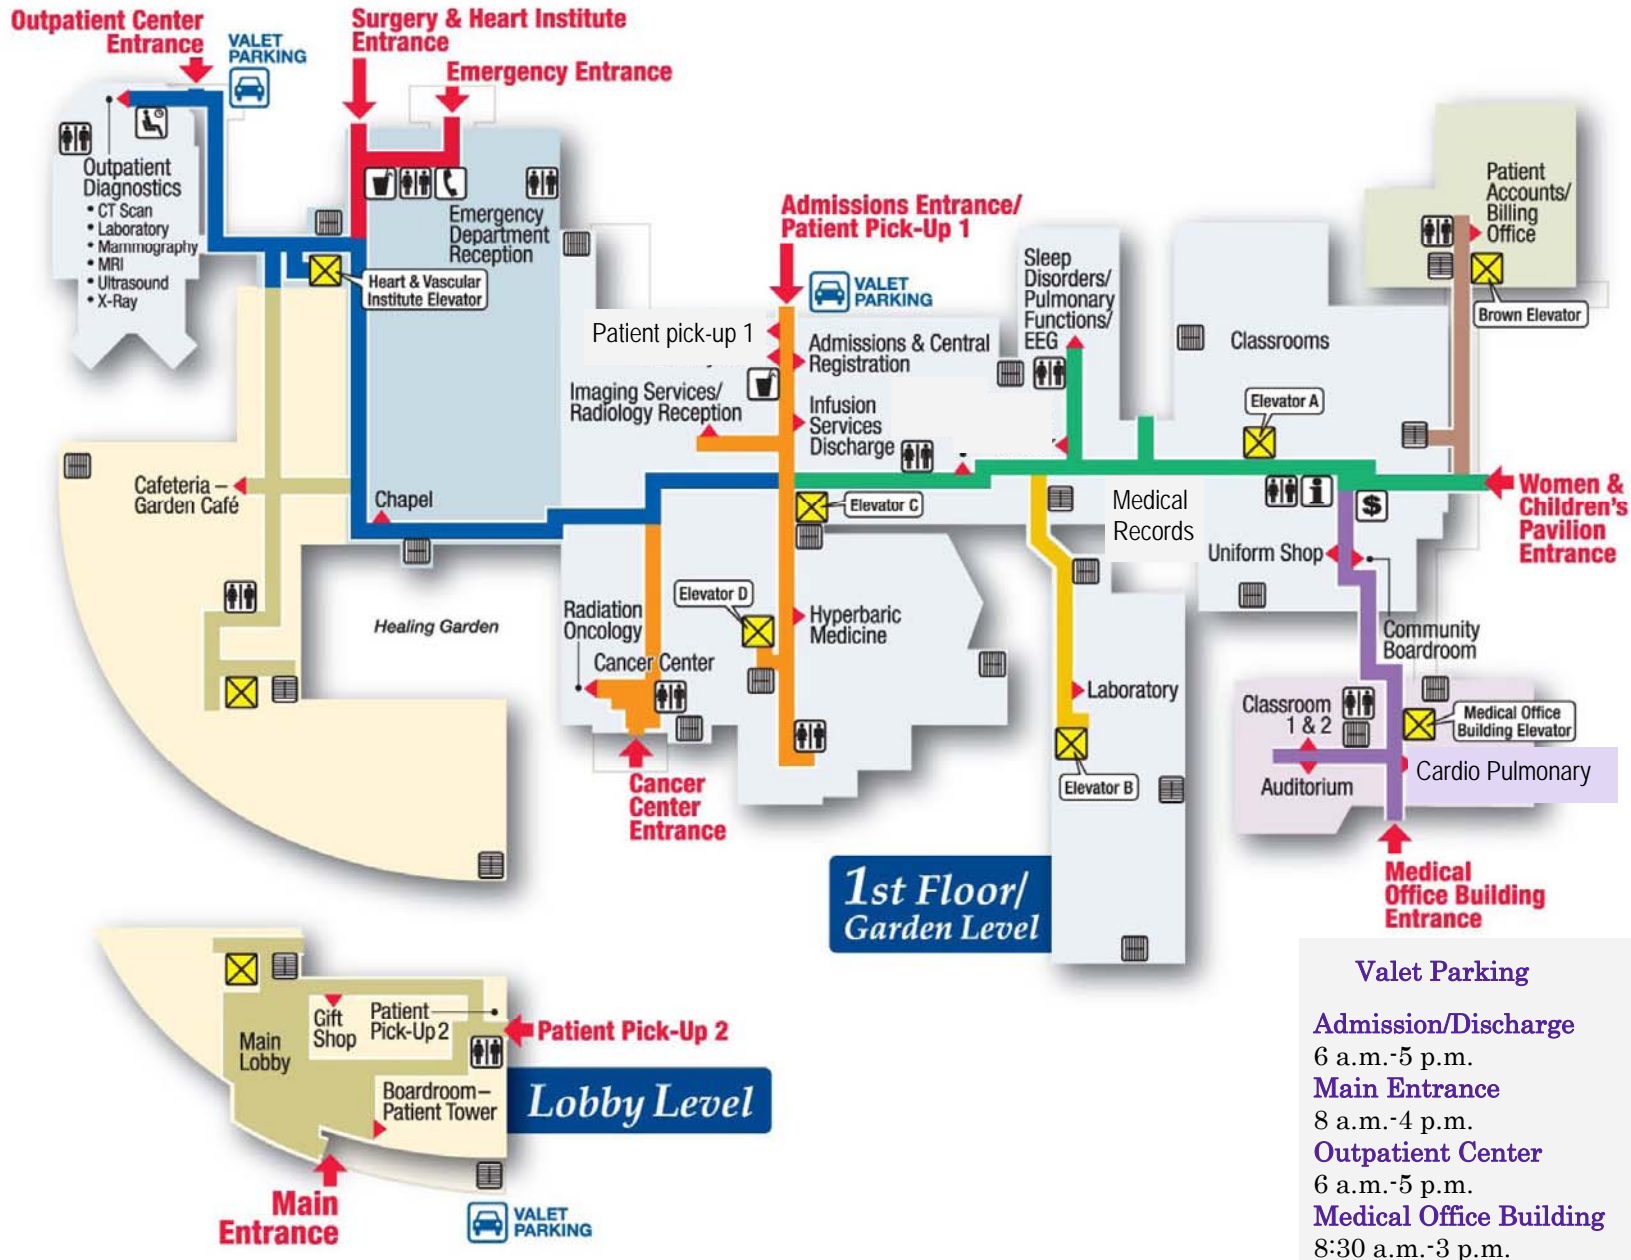 Outpatient Center
Entrance
VALET
PARKING
Surgery & Heart Institute
Entrance
Emergency Entrance
Outpatient
Diagnostics
• CT Scan
• Laboratory
• Mammography
• MRI
• Ultrasound
• X-Ray
Heart & Vascular
Institute Elevator
Emergency
Department
Reception
Admissions Entrance/
Patient Pick-Up 1
VALET
PARKING
Patient pick-up 1
Admissions & Central
Registration
Imaging Services/
Radiology Reception
Infusion
Services
Discharge
Sleep
Disorders/
Pulmonary
Functions/
EEG
Classrooms
Elevator A
Patient
Accounts/
Billing
Office
Brown Elevator
Cafeteria –
Garden Café
Chapel
Elevator C
Medical
Records
i
$
Women &
Children's
Pavilion
Entrance
Uniform Shop
Community
Boardroom
Healing Garden
Radiation
Oncology
Cancer Center
Elevator D
Hyperbaric
Medicine
Laboratory
Elevator B
Classroom
1 & 2
Auditorium
Medical Office
Building Elevator
Cardio Pulmonary
Cancer
Center
Entrance
Medical
Office Building
Entrance
1st Floor/
Garden Level
Main
Lobby
Gift
Shop
Patient
Pick-Up 2
Patient Pick-Up 2
Boardroom–
Patient Tower
Lobby Level
Main
Entrance
VALET
PARKING
Valet Parking
Admission/Discharge
6 a.m.-5 p.m.
Main Entrance
8 a.m.-4 p.m.
Outpatient Center
6 a.m.-5 p.m.
Medical Office Building
8:30 a.m.-3 p.m.